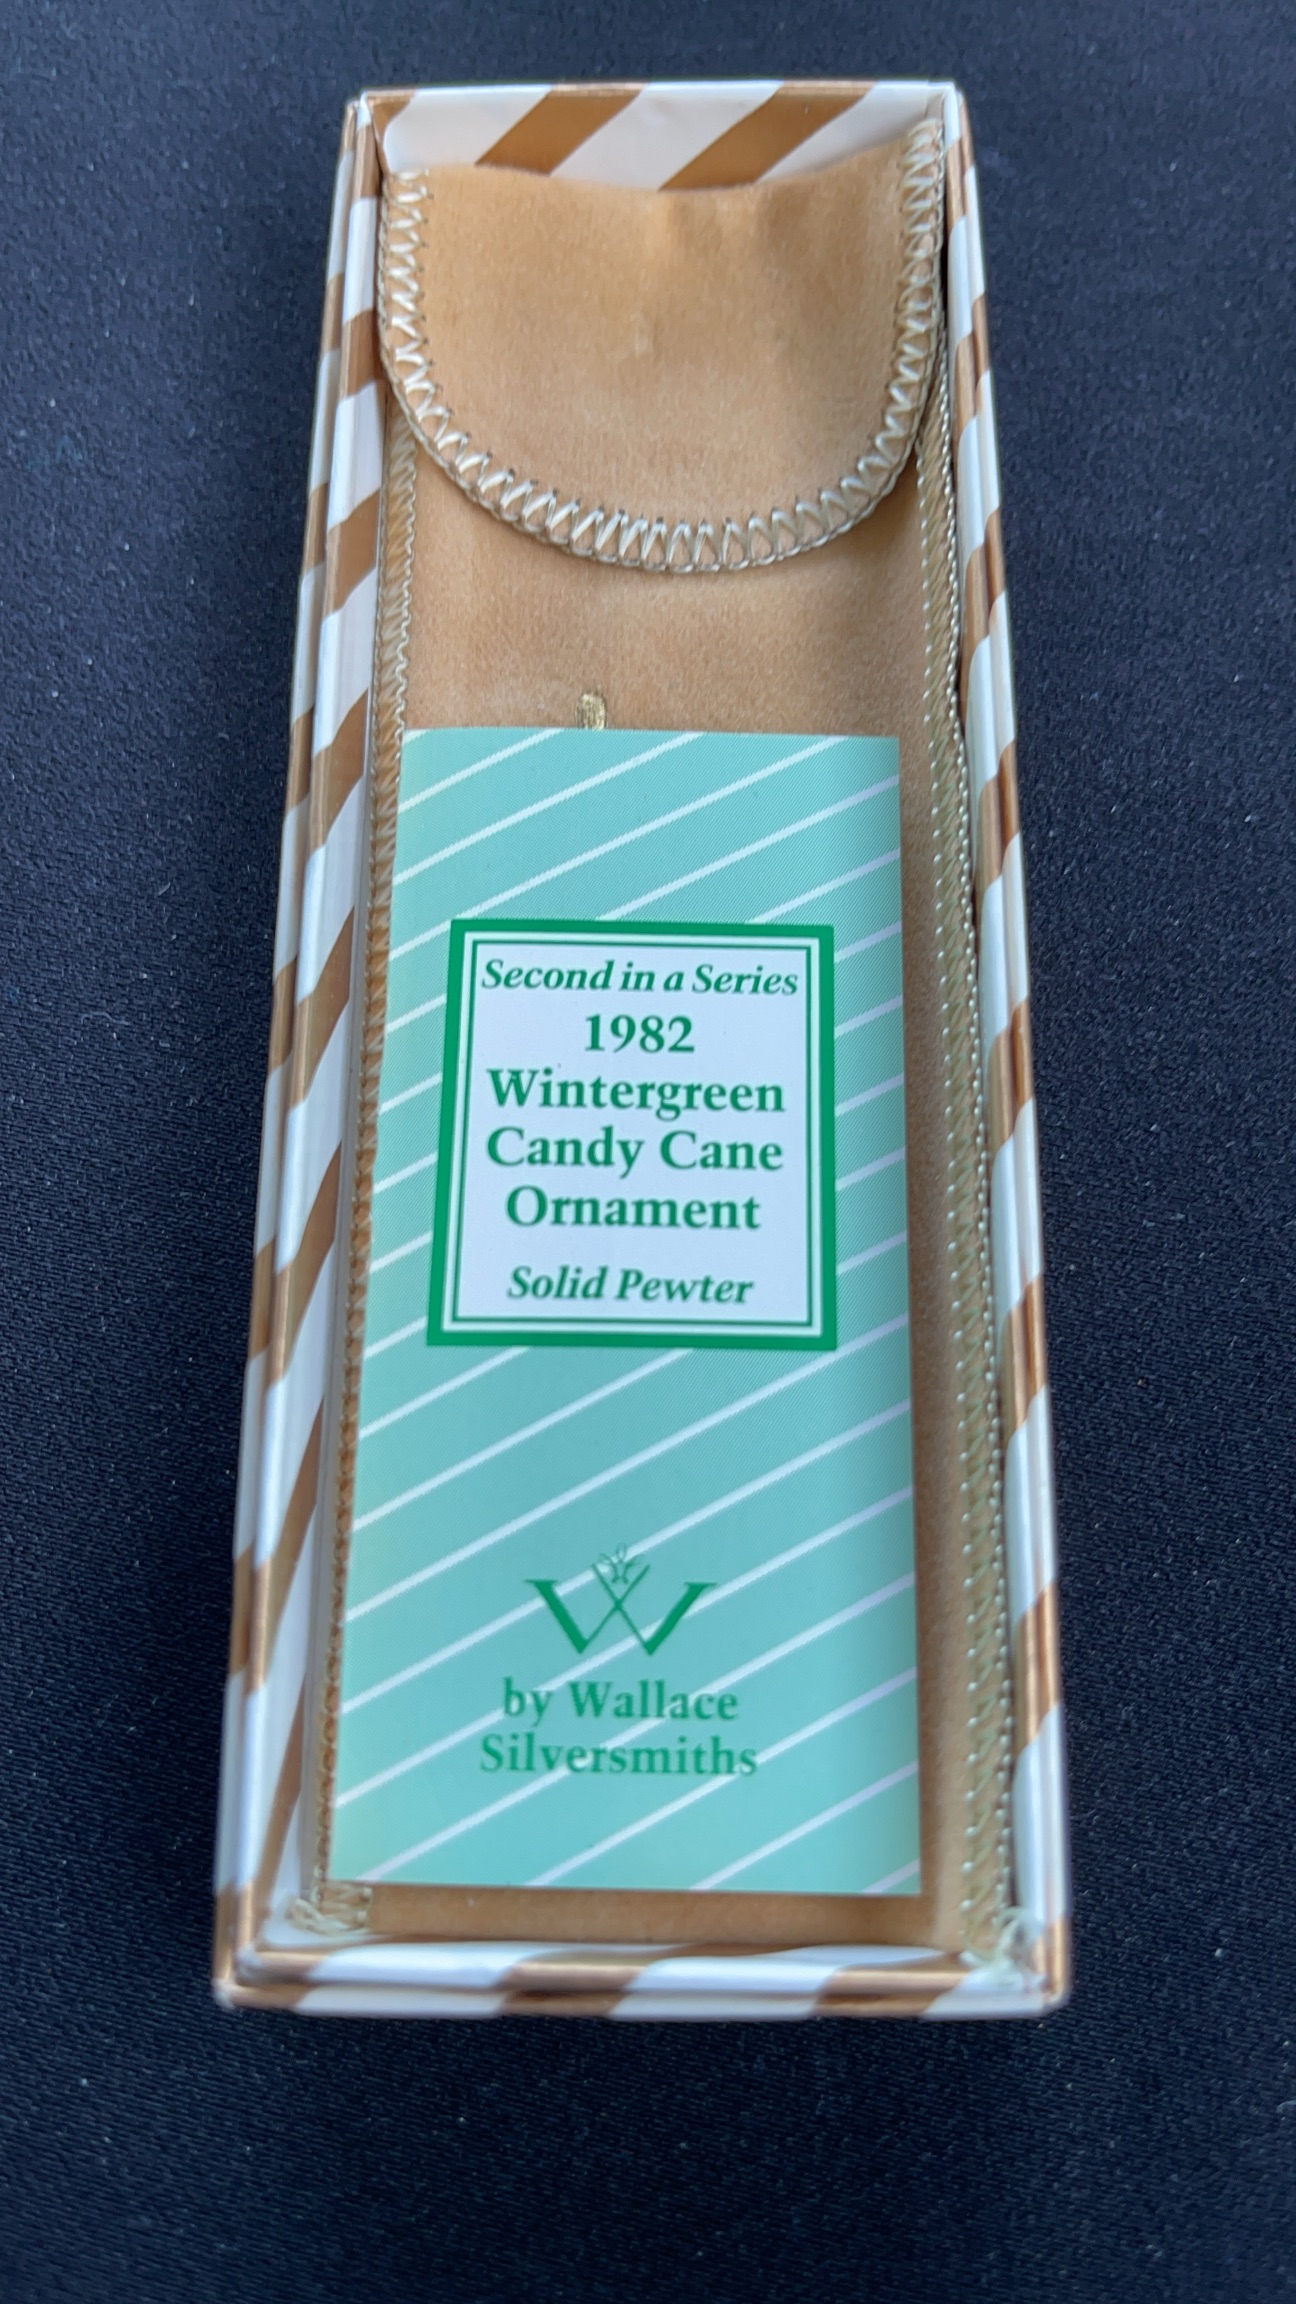 Second in a Series
1982
Wintergreen
Candy Cane
Ornament
Solid Pewter
W
by Wallace
Silversmiths